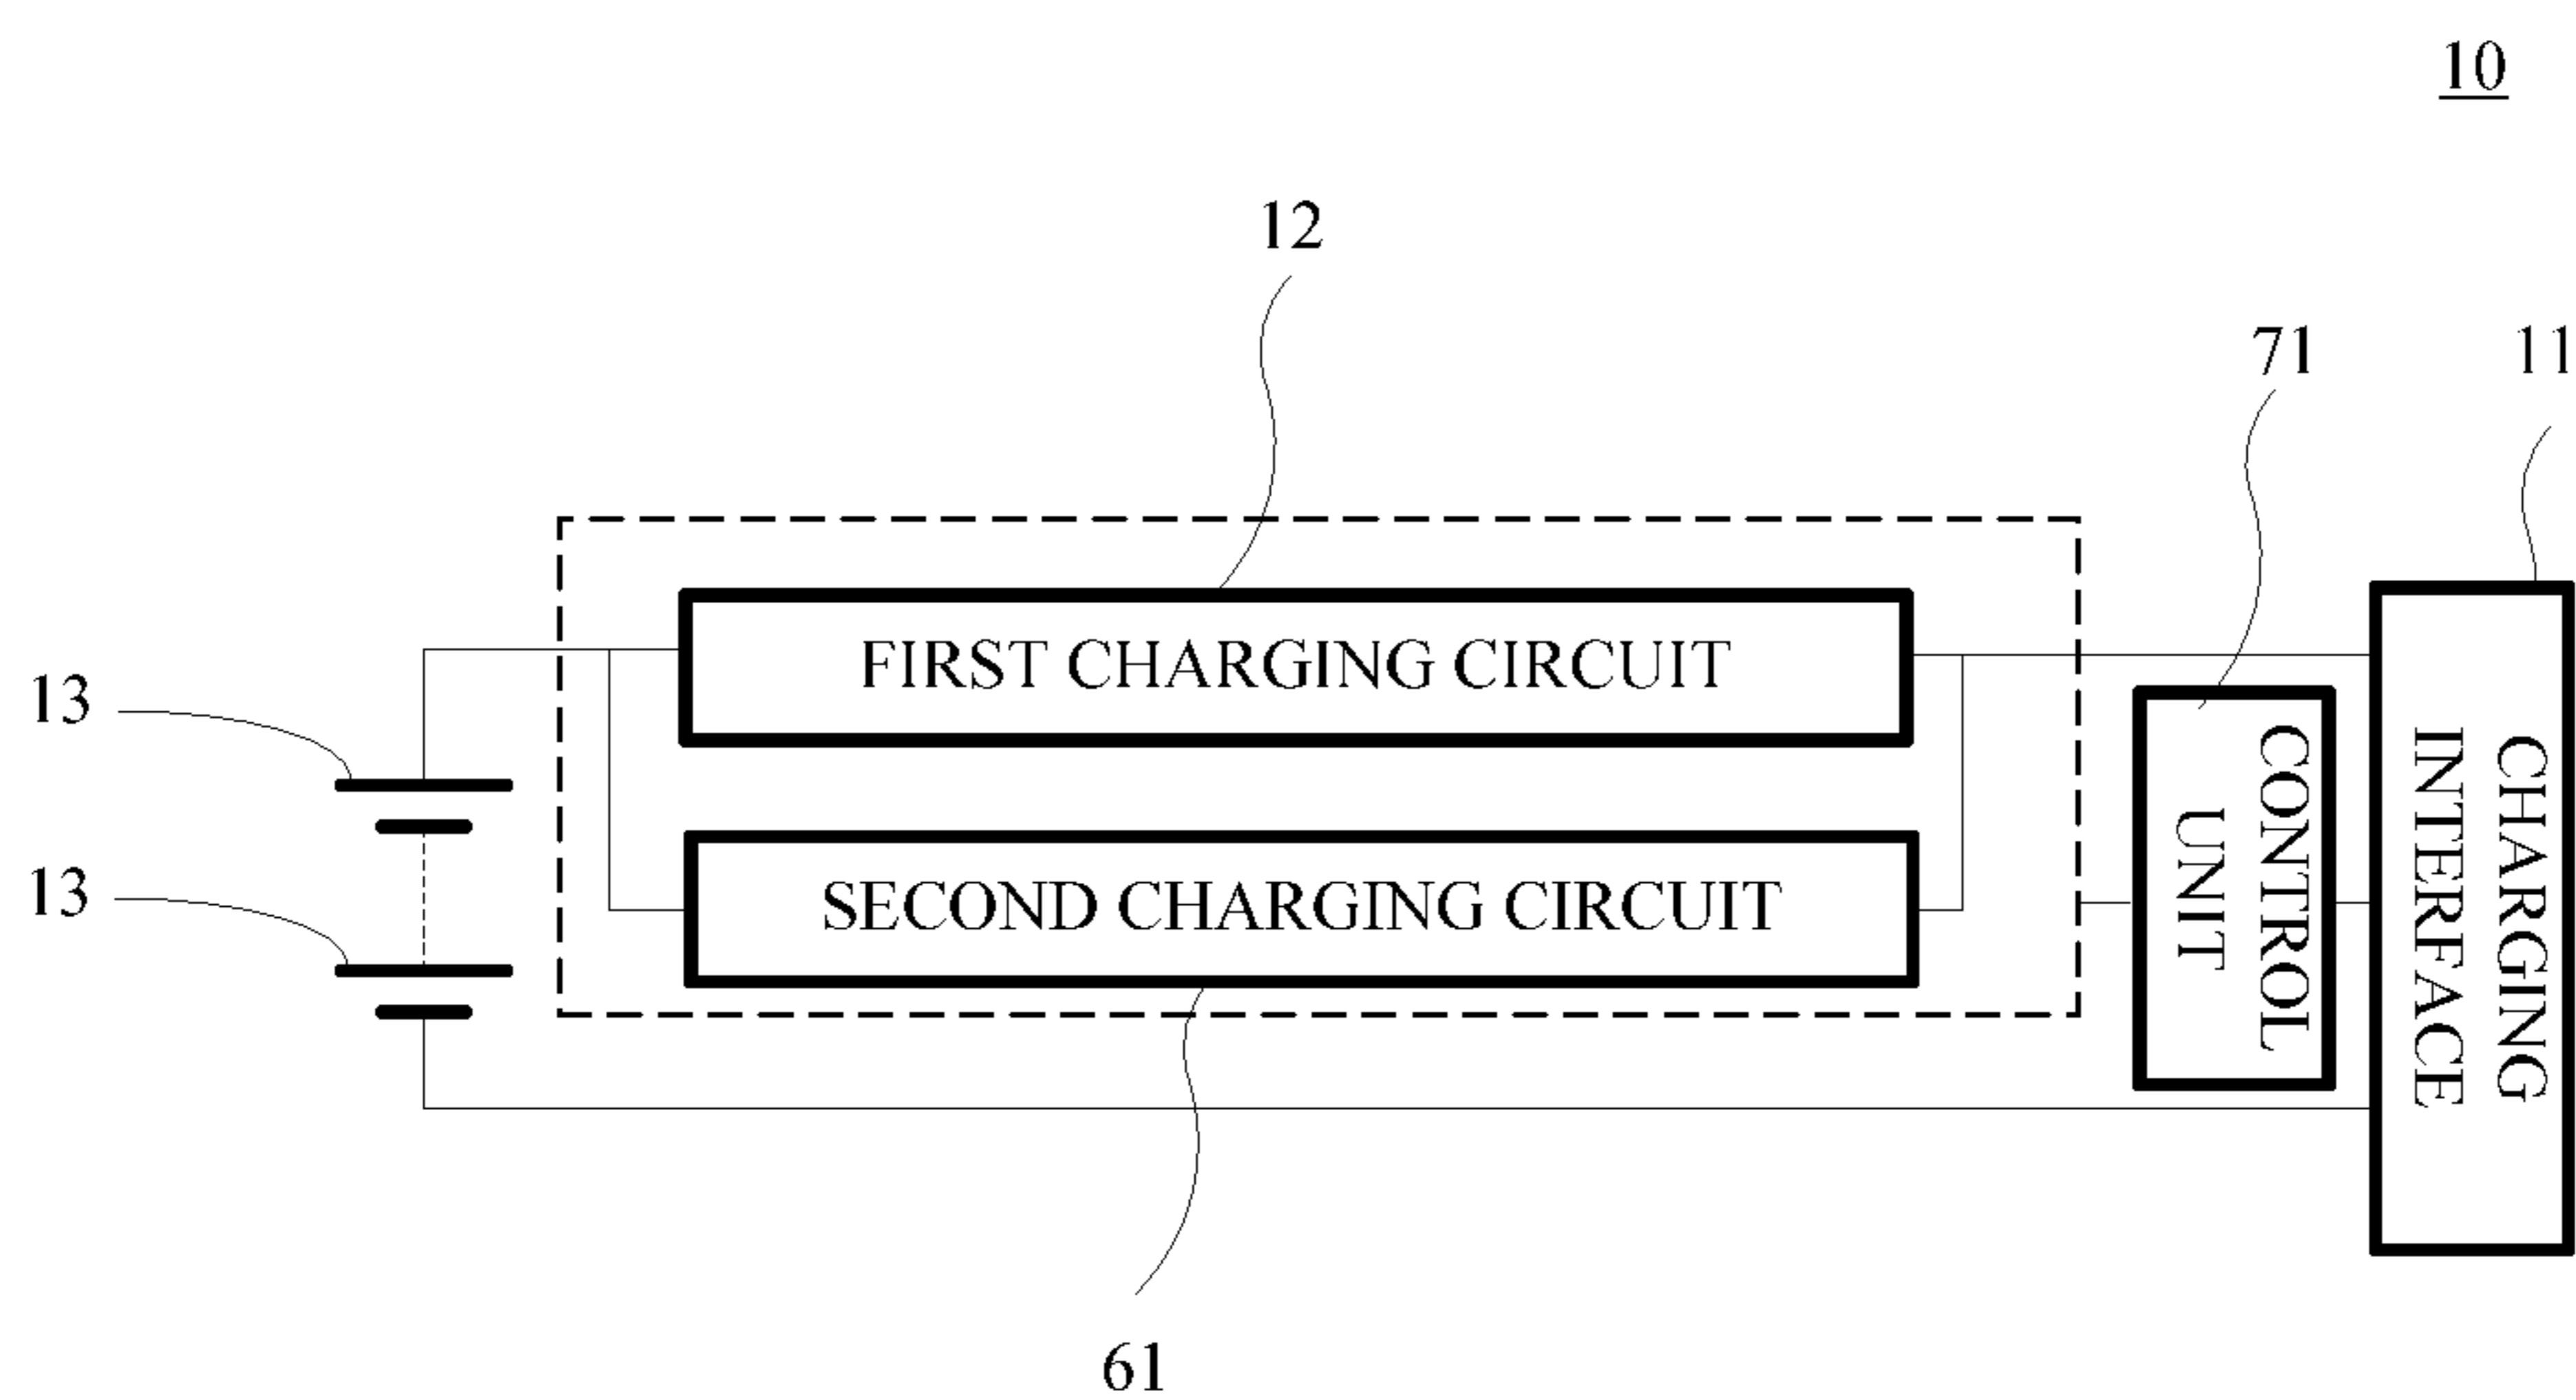 10
12
71
11
FIRST CHARGING CIRCUIT
13
SECOND CHARGING CIRCUIT
13
CONTROL
UNIT
CHARGING
INTERFACE
61